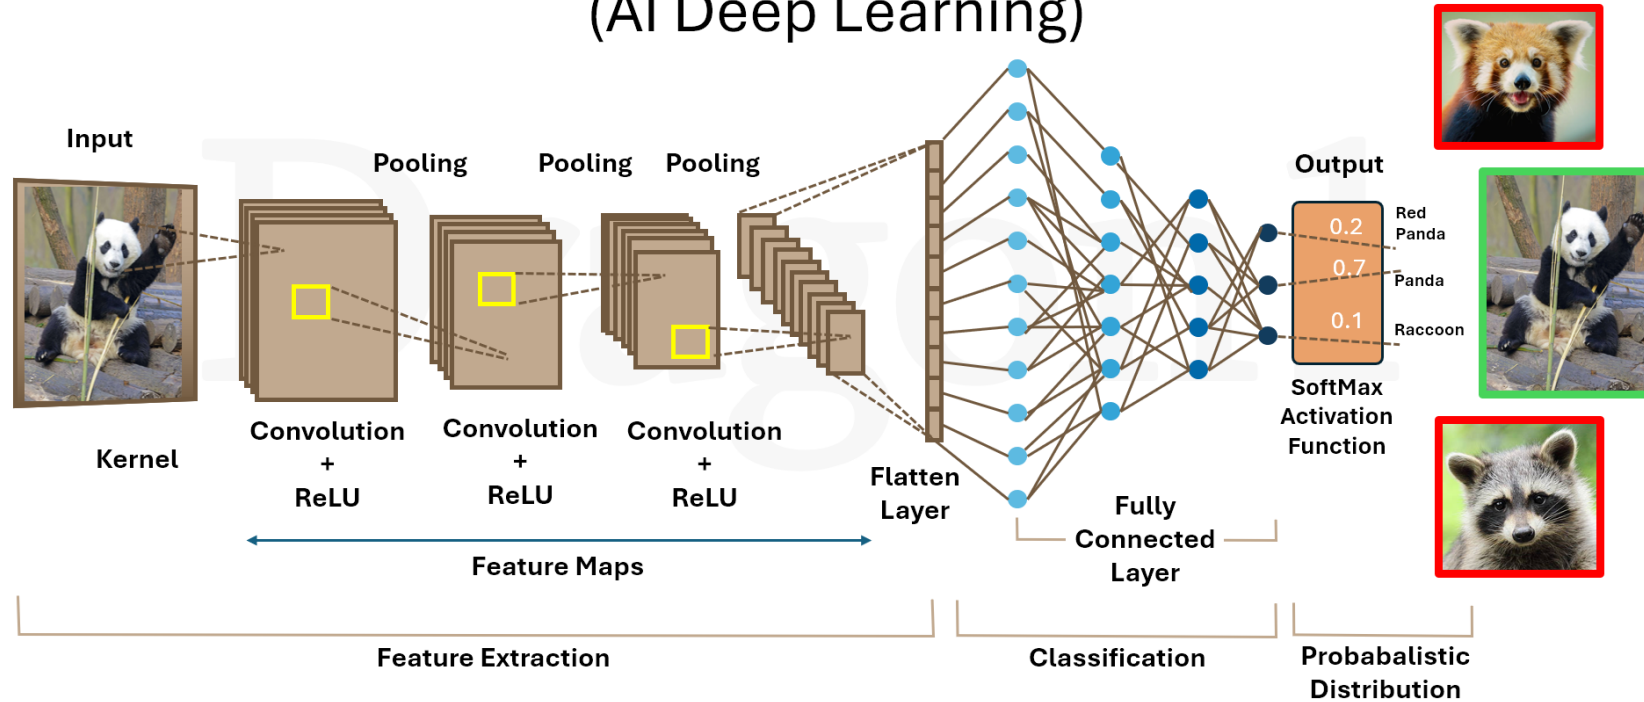 (AI Deep Learning)
Input
Pooling
Pooling
Pooling
Output
0.2
Red
Panda
0.7
Panda
0.1
Raccoon
SoftMax
Activation
Function
Kernel
Convolution
+
ReLU
Convolution
+
ReLU
Convolution
+
ReLU
Flatten
Layer
Fully
Connected
Layer
Feature Maps
Feature Extraction
Classification
Probabalistic
Distribution
Dragon1